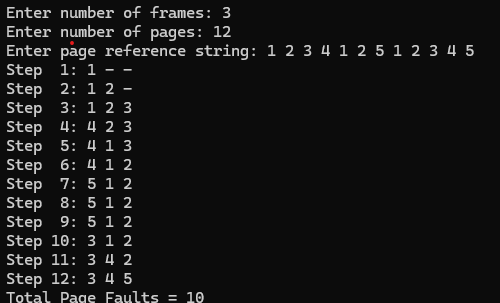 Enter number of frames: 3
Enter number of pages: 12
Enter page reference string: 1 2 3 4 1 2 5 1 2 3 4 5
Step  1: 1 - -
Step  2: 1 2 -
Step  3: 1 2 3
Step  4: 4 2 3
Step  5: 4 1 3
Step  6: 4 1 2
Step  7: 5 1 2
Step  8: 5 1 2
Step  9: 5 1 2
Step 10: 3 1 2
Step 11: 3 4 2
Step 12: 3 4 5
Total Page Faults = 10